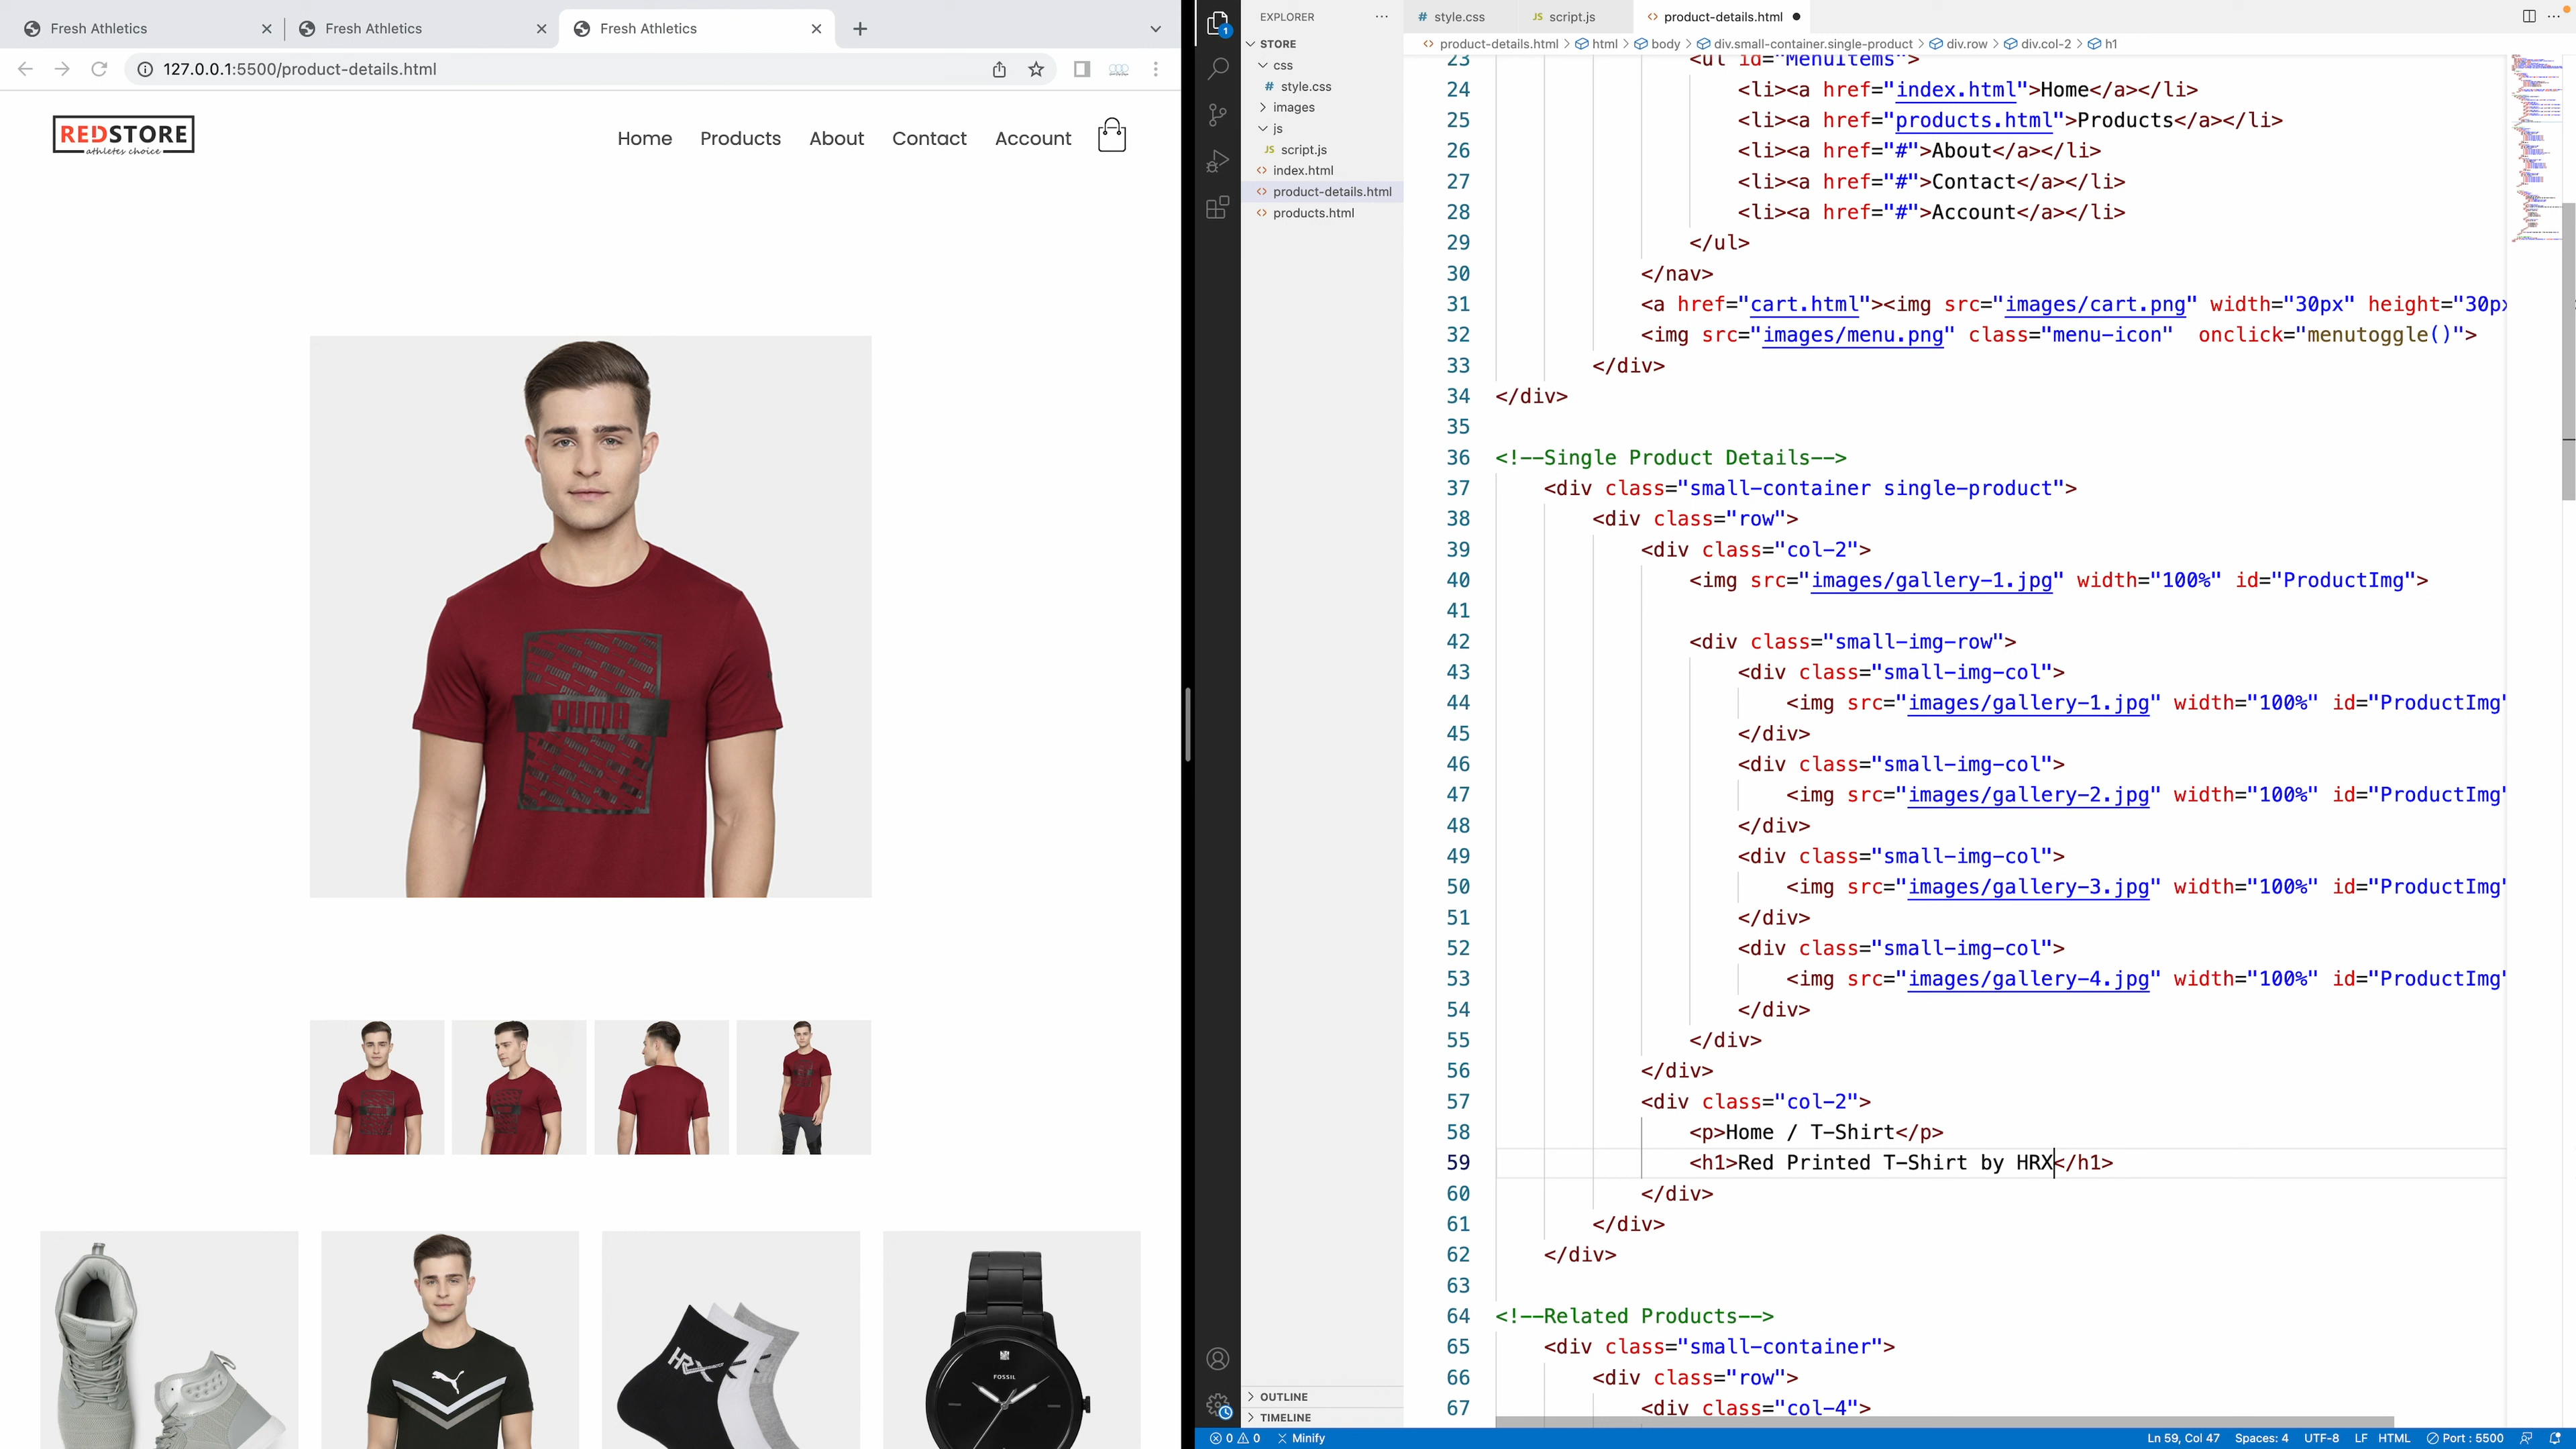 Fresh Athletics
Fresh Athletics
Fresh Athletics
127.0.0.1:5500/product-details.html
REDSTORE
athletes choice
Home Products About Contact Account
PUMA
HRX
FOSSIL
EXPLORER
STORE
css
# style.css
images
js
JS script.js
<> index.html
<> product-details.html
<> products.html
OUTLINE
TIMELINE
1
# style.css JS script.js <> product-details.html
<> product-details.html > html > body > div.small-container.single-product > div.row > div.col-2 > h1
23 <ul id="MenuItems">
24 <li><a href="index.html">Home</a></li>
25 <li><a href="products.html">Products</a></li>
26 <li><a href="#">About</a></li>
27 <li><a href="#">Contact</a></li>
28 <li><a href="#">Account</a></li>
29 </ul>
30 </nav>
31 <a href="cart.html"><img src="images/cart.png" width="30px" height="30px
32 <img src="images/menu.png" class="menu-icon"  onclick="menutoggle()">
33 </div>
34 </div>
35
36 <!--Single Product Details-->
37 <div class="small-container single-product">
38 <div class="row">
39 <div class="col-2">
40 <img src="images/gallery-1.jpg" width="100%" id="ProductImg">
41
42 <div class="small-img-row">
43 <div class="small-img-col">
44 <img src="images/gallery-1.jpg" width="100%" id="ProductImg"
45 </div>
46 <div class="small-img-col">
47 <img src="images/gallery-2.jpg" width="100%" id="ProductImg"
48 </div>
49 <div class="small-img-col">
50 <img src="images/gallery-3.jpg" width="100%" id="ProductImg"
51 </div>
52 <div class="small-img-col">
53 <img src="images/gallery-4.jpg" width="100%" id="ProductImg"
54 </div>
55 </div>
56 </div>
57 <div class="col-2">
58 <p>Home / T-Shirt</p>
59 <h1>Red Printed T-Shirt by HRX</h1>
60 </div>
61 </div>
62 </div>
63
64 <!--Related Products-->
65 <div class="small-container">
66 <div class="row">
67 <div class="col-4">
0 0 Minify
Ln 59, Col 47 Spaces: 4 UTF-8 LF HTML Port : 5500